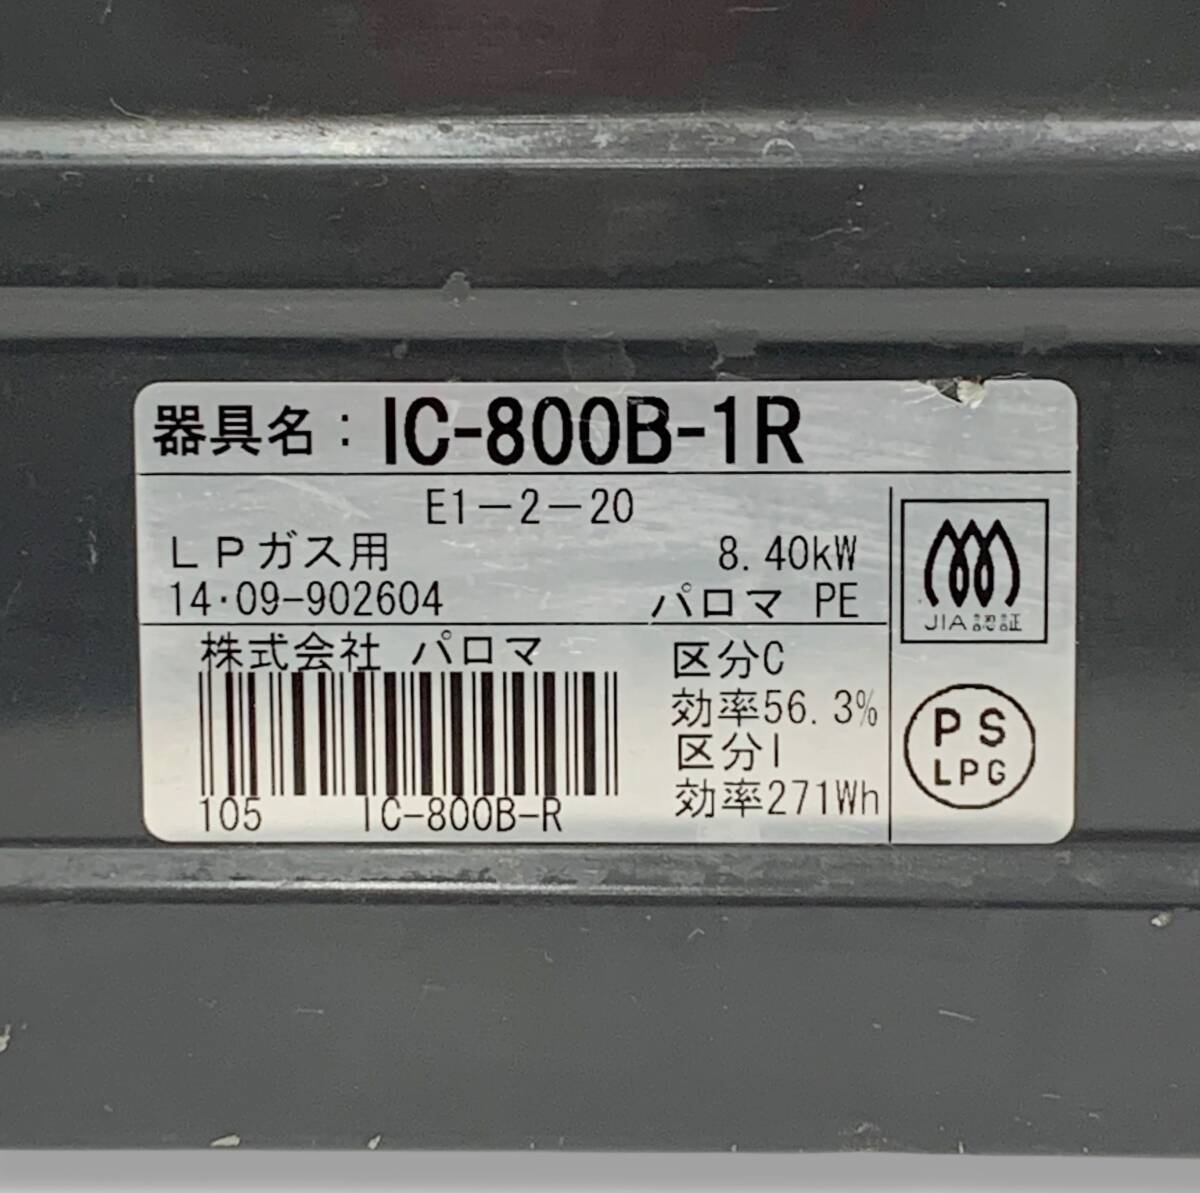 器具名：IC-800B-1R
E1－2－20
LPガス用 8.40kW
14・09-902604 パロマ PE
株式会社 パロマ
105 IC-800B-R
区分C
効率56.3%
区分I
効率271Wh
JIA認証
PS
LPG